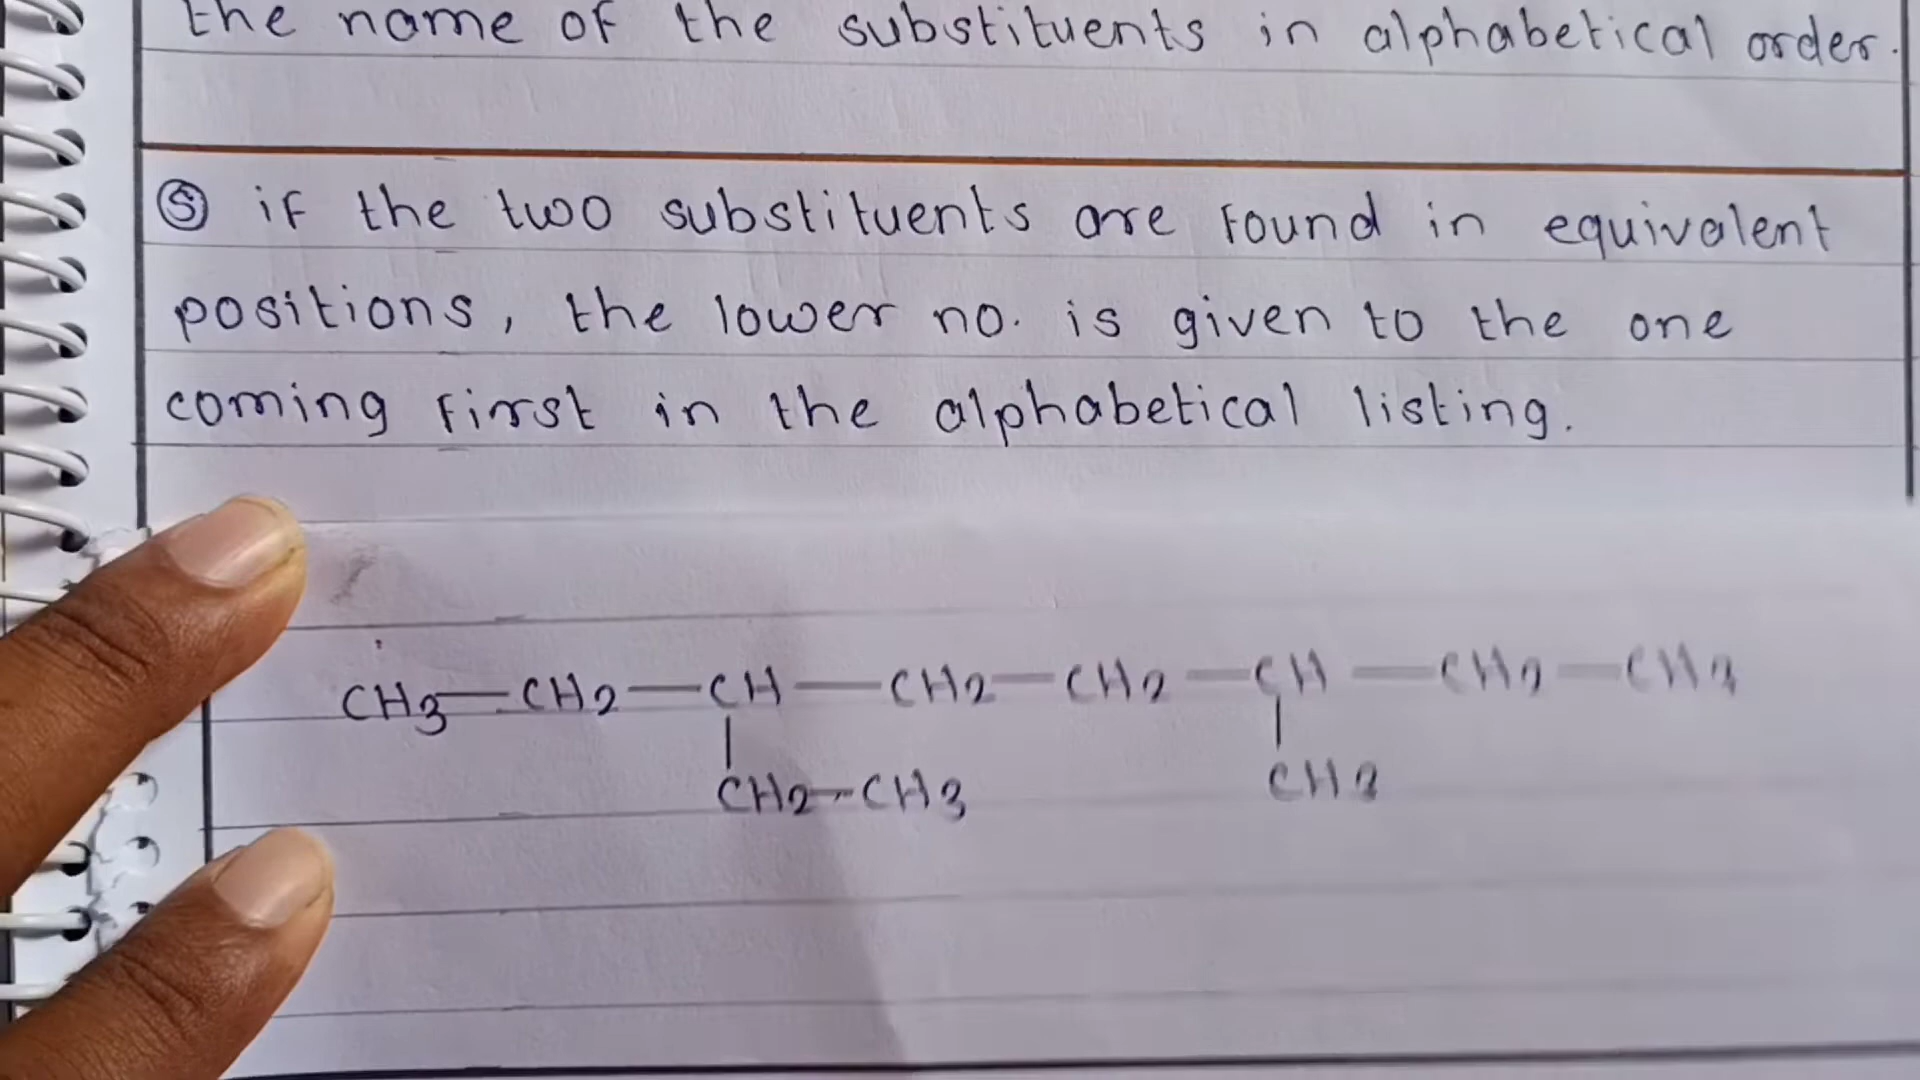 the name of the substituents in alphabetical order.
⑤ if the two substituents are found in equivalent
positions, the lower no. is given to the one
coming first in the alphabetical listing.
CH3—CH2—CH—CH2—CH2—CH—CH2—CH3
| |
CH2-CH3 CH3